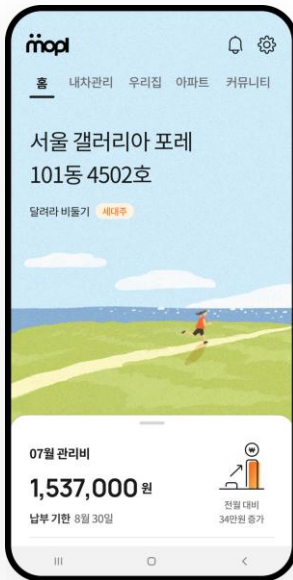 mopl
홈 내차관리 우리집 아파트 커뮤니티
서울 갤러리아 포레
101동 4502호
달려라 비둘기 세대주
07월 관리비
1,537,000 원
납부 기한 8월 30일
₩
전월 대비
34만원 증가